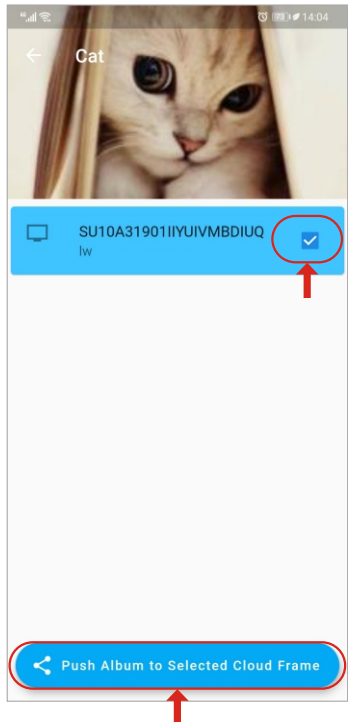 14:04
Cat
SU10A31901IIYUIVMBDIUQ
lw
Push Album to Selected Cloud Frame